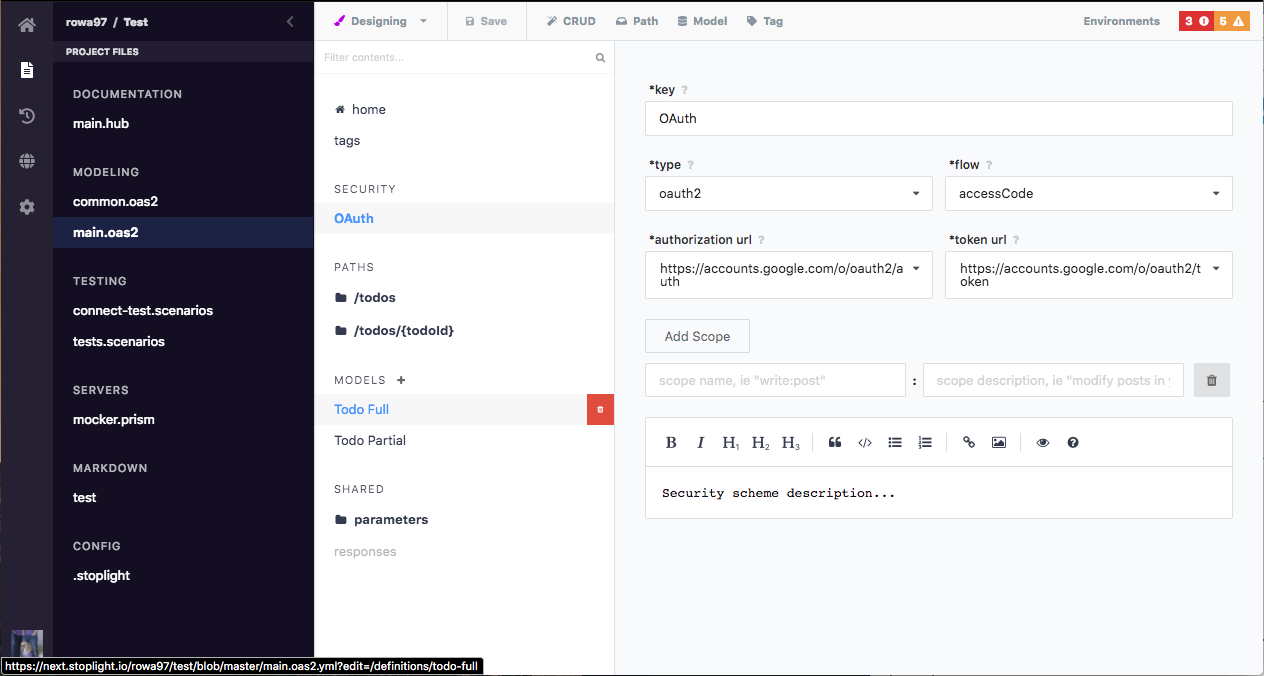 rowa97 / Test
PROJECT FILES
DOCUMENTATION
main.hub
MODELING
common.oas2
main.oas2
TESTING
connect-test.scenarios
tests.scenarios
SERVERS
mocker.prism
MARKDOWN
test
CONFIG
.stoplight
https://next.stoplight.io/rowa97/test/blob/master/main.oas2.yml?edit=/definitions/todo-full
Designing Save CRUD Path Model Tag Environments 3 5
Filter contents...
home
tags
SECURITY
OAuth
PATHS
/todos
/todos/{todoId}
MODELS +
Todo Full
Todo Partial
SHARED
parameters
responses
*key ?
OAuth
*type ? *flow ?
oauth2 accessCode
*authorization url ? *token url ?
https://accounts.google.com/o/oauth2/a https://accounts.google.com/o/oauth2/t
uth oken
Add Scope
scope name, ie "write:post" : scope description, ie "modify posts in y
B I H1 H2 H3
Security scheme description...